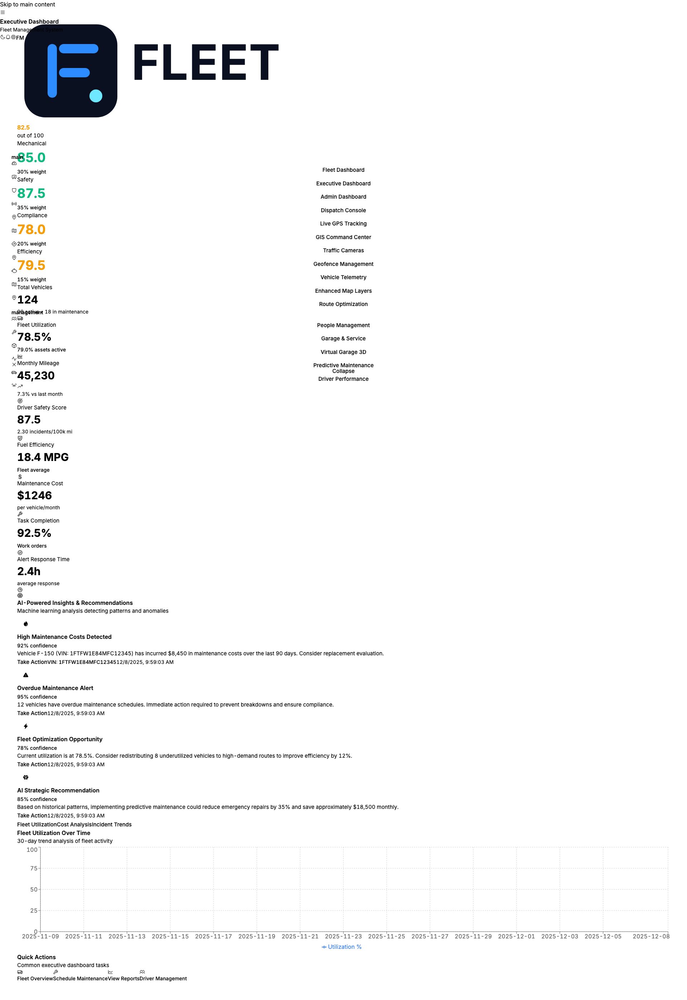 Skip to main content
Executive Dashboard
Fleet Management System
FM
FLEET
82.5
out of 100
Mechanical
85.0
30% weight
Safety
87.5
35% weight
Compliance
78.0
20% weight
Efficiency
79.5
15% weight
Total Vehicles
124
98 active • 18 in maintenance
Fleet Utilization
78.5%
79.0% assets active
Monthly Mileage
45,230
7.3% vs last month
Driver Safety Score
87.5
2.30 incidents/100k mi
Fuel Efficiency
18.4 MPG
Fleet average
Maintenance Cost
$1246
per vehicle/month
Task Completion
92.5%
Work orders
Alert Response Time
2.4h
average response
main
Fleet Dashboard
Executive Dashboard
Admin Dashboard
Dispatch Console
Live GPS Tracking
GIS Command Center
Traffic Cameras
Geofence Management
Vehicle Telemetry
Enhanced Map Layers
Route Optimization
management
People Management
Garage & Service
Virtual Garage 3D
Predictive Maintenance
Collapse
Driver Performance
AI-Powered Insights & Recommendations
Machine learning analysis detecting patterns and anomalies
High Maintenance Costs Detected
92% confidence
Vehicle F-150 (VIN: 1FTFW1E84MFC12345) has incurred $8,450 in maintenance costs over the last 90 days. Consider replacement evaluation.
Take ActionVIN: 1FTFW1E84MFC1234512/8/2025, 9:59:03 AM
Overdue Maintenance Alert
95% confidence
12 vehicles have overdue maintenance schedules. Immediate action required to prevent breakdowns and ensure compliance.
Take Action12/8/2025, 9:59:03 AM
Fleet Optimization Opportunity
78% confidence
Current utilization is at 78.5%. Consider redistributing 8 underutilized vehicles to high-demand routes to improve efficiency by 12%.
Take Action12/8/2025, 9:59:03 AM
AI Strategic Recommendation
85% confidence
Based on historical patterns, implementing predictive maintenance could reduce emergency repairs by 35% and save approximately $18,500 monthly.
Take Action12/8/2025, 9:59:03 AM
Fleet UtilizationCost AnalysisIncident Trends
Fleet Utilization Over Time
30-day trend analysis of fleet activity
100
75
50
25
0
2025-11-09 2025-11-11 2025-11-13 2025-11-15 2025-11-17 2025-11-19 2025-11-21 2025-11-23 2025-11-25 2025-11-27 2025-11-29 2025-12-01 2025-12-03 2025-12-05 2025-12-08
Utilization %
Quick Actions
Common executive dashboard tasks
Fleet OverviewSchedule MaintenanceView ReportsDriver Management